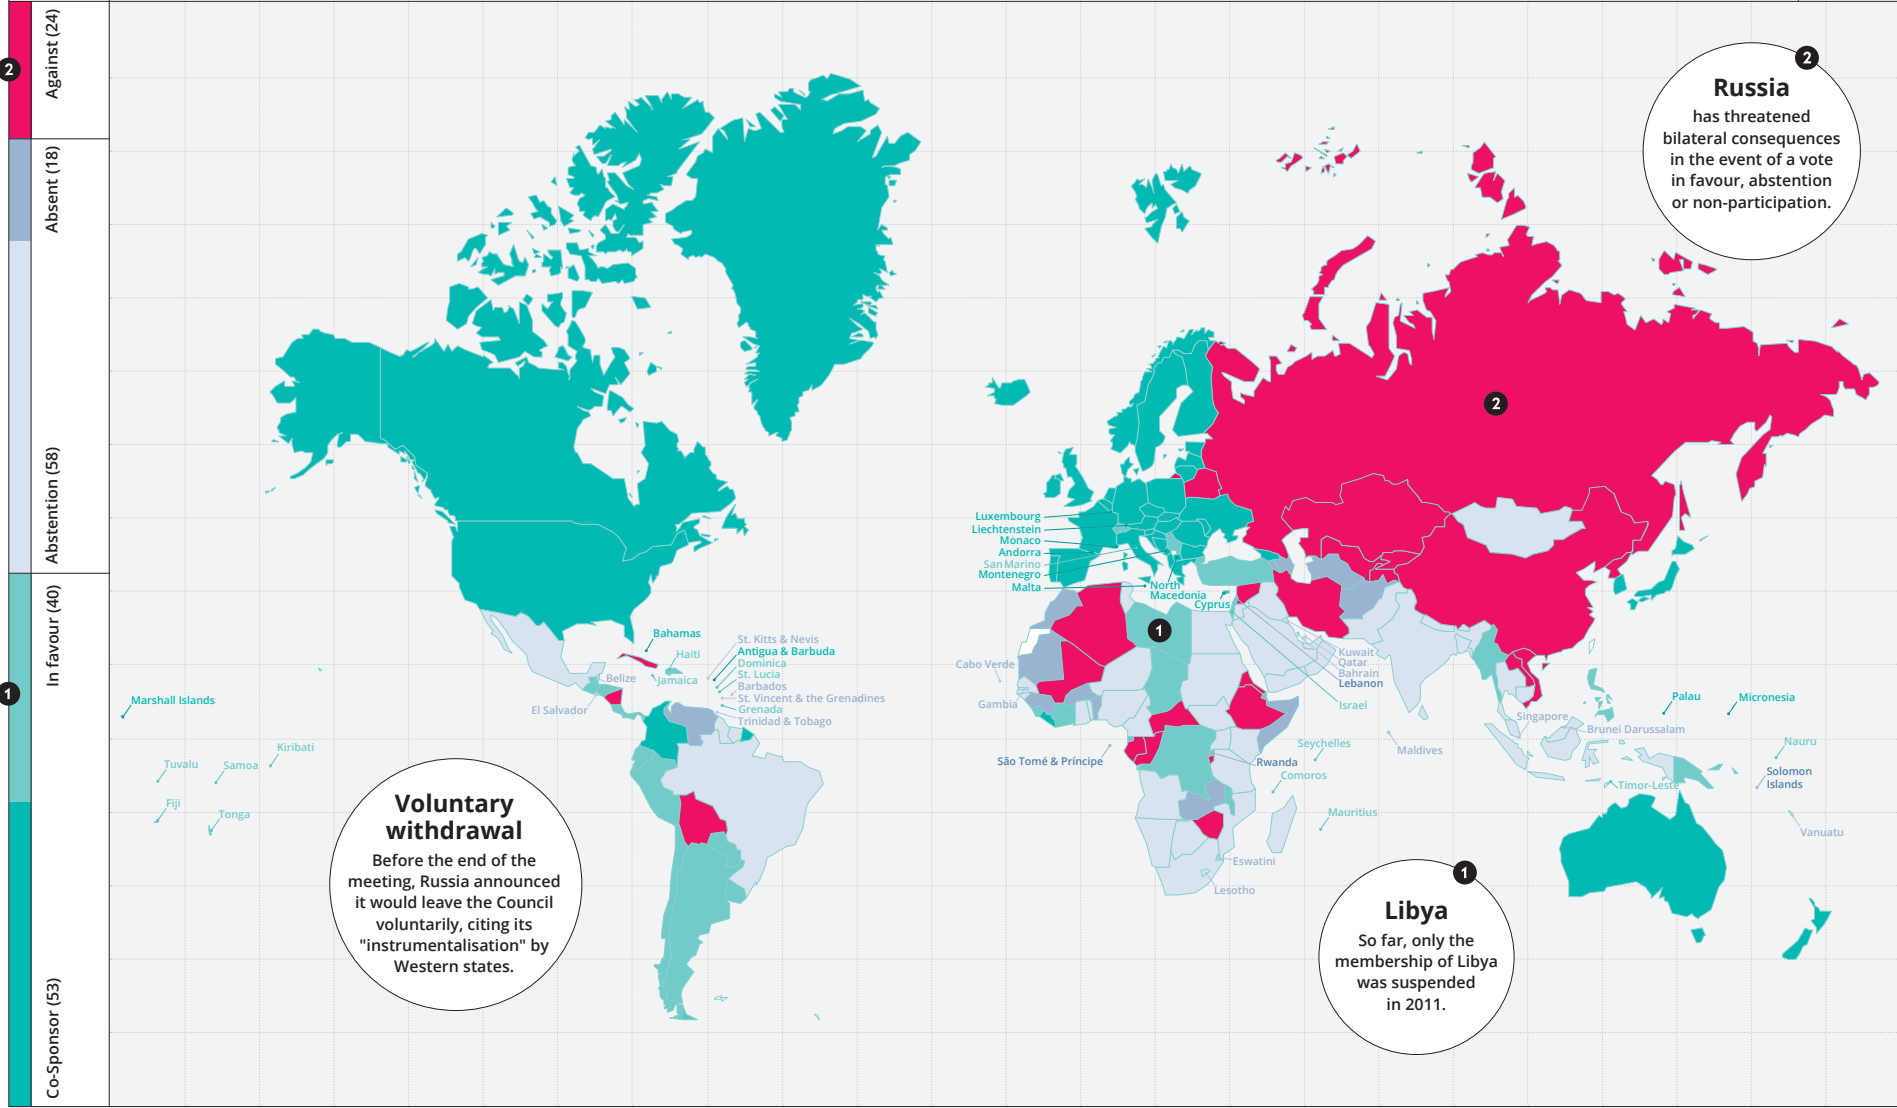 Against (24)
Absent (18)
Abstention (58)
In favour (40)
Co-Sponsor (53)
2
1
2
Russia
has threatened
bilateral consequences
in the event of a vote
in favour, abstention
or non-participation.
2
1
Luxembourg
Liechtenstein
Monaco
Andorra
San Marino
Montenegro
Malta
North
Macedonia
Cyprus
Bahamas
Haiti
Jamaica
Belize
El Salvador
St. Kitts & Nevis
Antigua & Barbuda
Dominica
St. Lucia
Barbados
St. Vincent & the Grenadines
Grenada
Trinidad & Tobago
Cabo Verde
Gambia
São Tomé & Príncipe
Kuwait
Qatar
Bahrain
Lebanon
Israel
Singapore
Brunei Darussalam
Palau
Micronesia
Marshall Islands
Kiribati
Tuvalu
Samoa
Fiji
Tonga
Seychelles
Rwanda
Comoros
Maldives
Mauritius
Nauru
Solomon
Islands
Timor-Leste
Vanuatu
Eswatini
Lesotho
Voluntary
withdrawal
Before the end of the
meeting, Russia announced
it would leave the Council
voluntarily, citing its
"instrumentalisation" by
Western states.
1
Libya
So far, only the
membership of Libya
was suspended
in 2011.